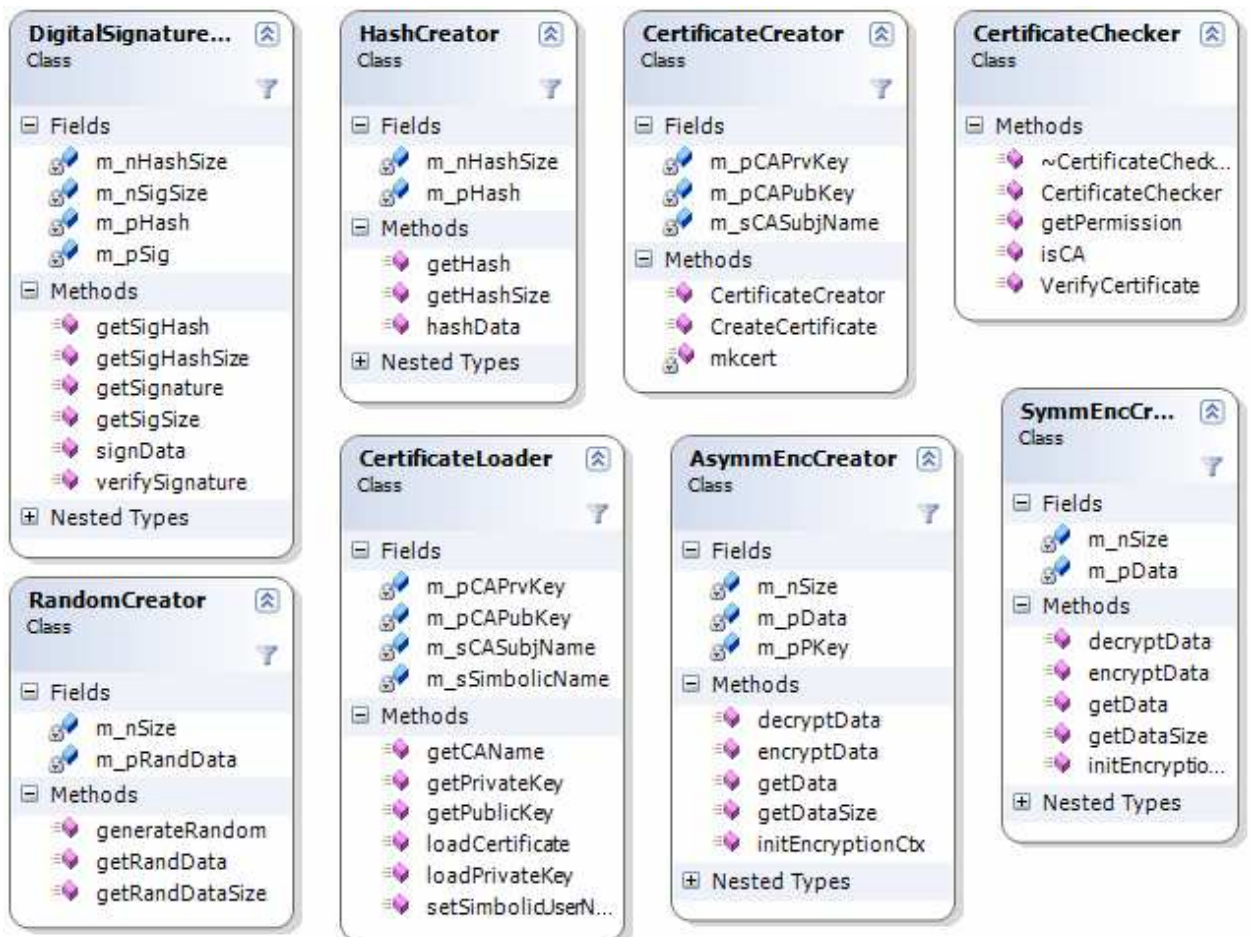 DigitalSignature...
Class
Fields
m_nHashSize
m_nSigSize
m_pHash
m_pSig
Methods
getSigHash
getSigHashSize
getSignature
getSigSize
signData
verifySignature
Nested Types
HashCreator
Class
Fields
m_nHashSize
m_pHash
Methods
getHash
getHashSize
hashData
Nested Types
CertificateCreator
Class
Fields
m_pCAPrvKey
m_pCAPubKey
m_sCASubjName
Methods
CertificateCreator
CreateCertificate
mkcert
CertificateChecker
Class
Methods
~CertificateCheck...
CertificateChecker
getPermission
isCA
VerifyCertificate
RandomCreator
Class
Fields
m_nSize
m_pRandData
Methods
generateRandom
getRandData
getRandDataSize
CertificateLoader
Class
Fields
m_pCAPrvKey
m_pCAPubKey
m_sCASubjName
m_sSimbolicName
Methods
getCAName
getPrivateKey
getPublicKey
loadCertificate
loadPrivateKey
setSimbolicUserN...
AsymmEncCreator
Class
Fields
m_nSize
m_pData
m_pPKey
Methods
decryptData
encryptData
getData
getDataSize
initEncryptionCtx
Nested Types
SymmEncCr...
Class
Fields
m_nSize
m_pData
Methods
decryptData
encryptData
getData
getDataSize
initEncryptio...
Nested Types